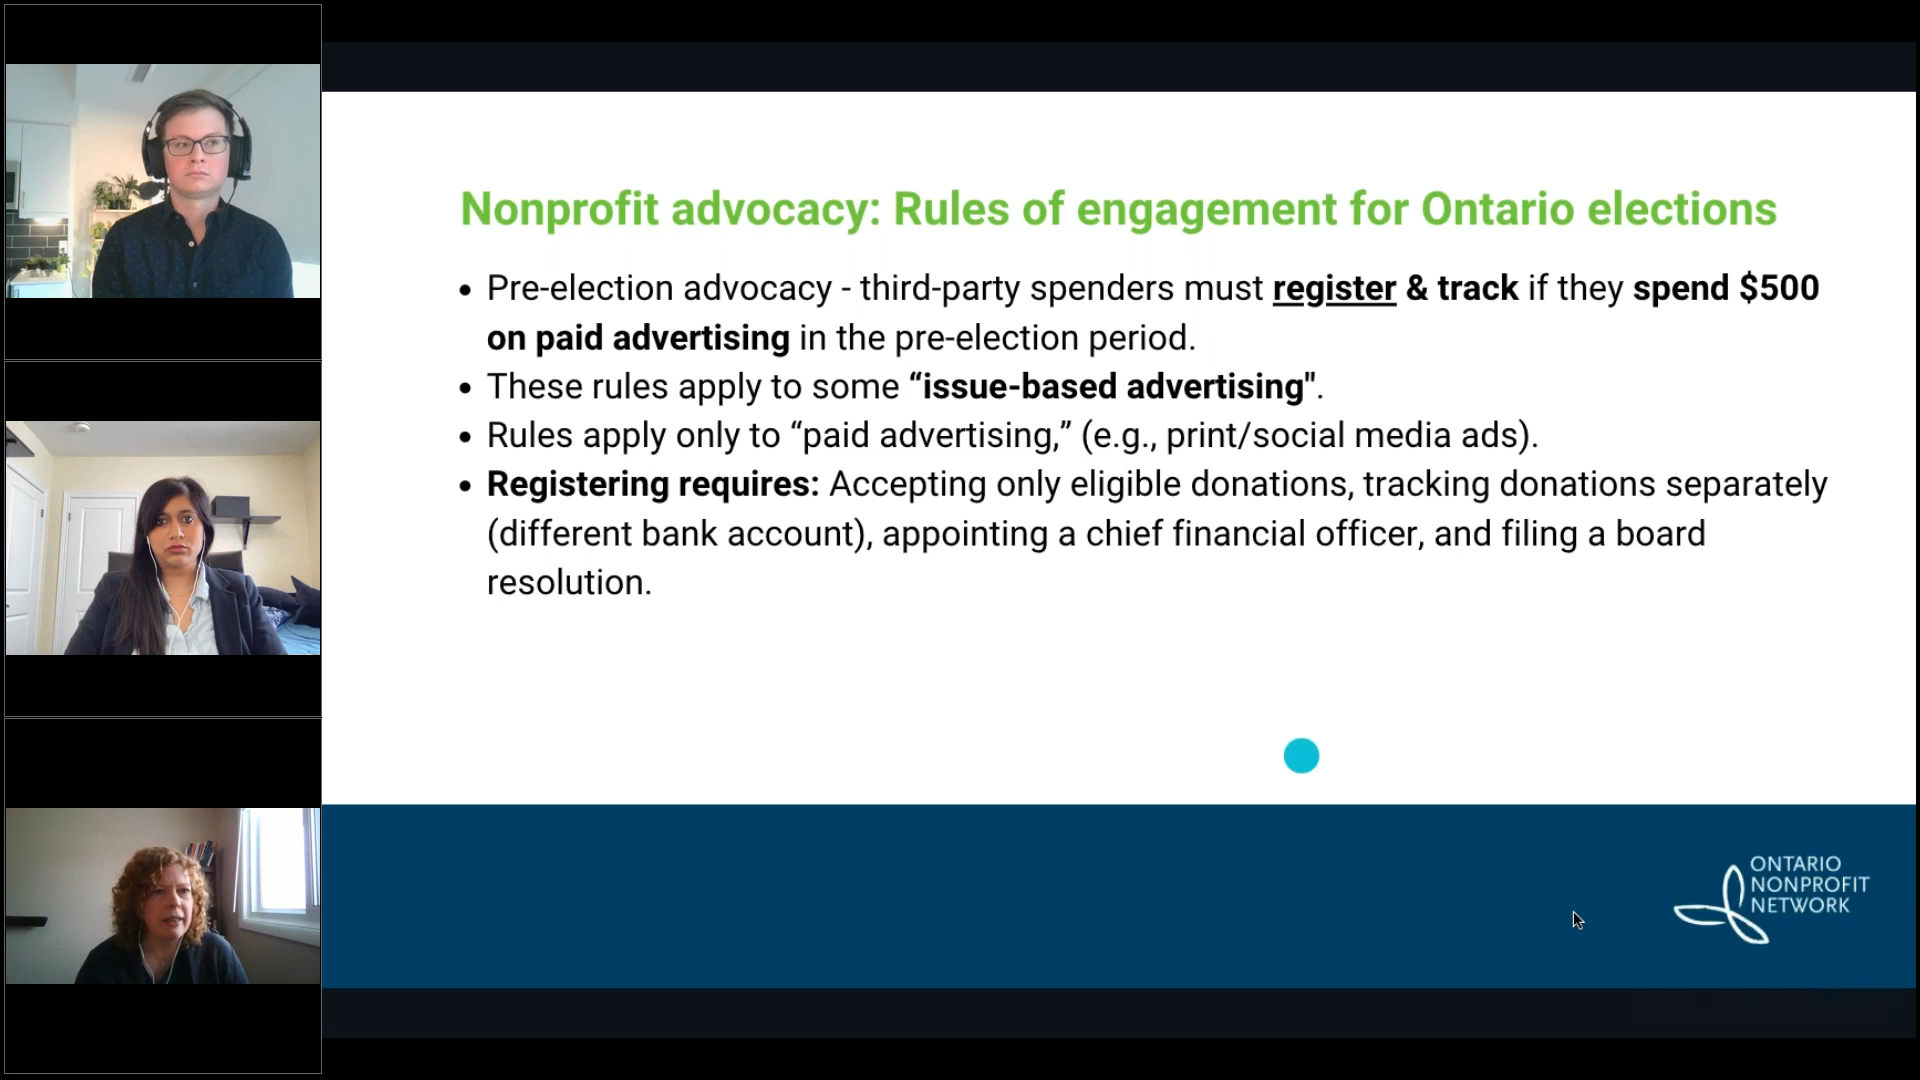 Nonprofit advocacy: Rules of engagement for Ontario elections
• Pre-election advocacy - third-party spenders must register & track if they spend $500
on paid advertising in the pre-election period.
• These rules apply to some “issue-based advertising".
• Rules apply only to “paid advertising,” (e.g., print/social media ads).
• Registering requires: Accepting only eligible donations, tracking donations separately
(different bank account), appointing a chief financial officer, and filing a board
resolution.
ONTARIO
NONPROFIT
NETWORK